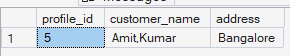 profile_id customer_name address
1 5 Amit,Kumar Bangalore